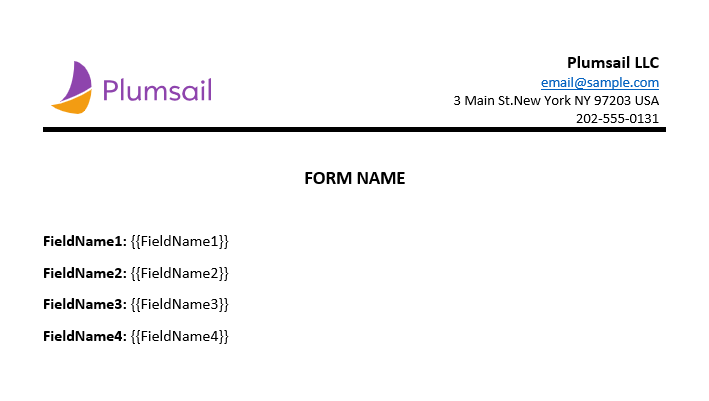 Plumsail
Plumsail LLC
email@sample.com
3 Main St.New York NY 97203 USA
202-555-0131
FORM NAME
FieldName1: {{FieldName1}}
FieldName2: {{FieldName2}}
FieldName3: {{FieldName3}}
FieldName4: {{FieldName4}}